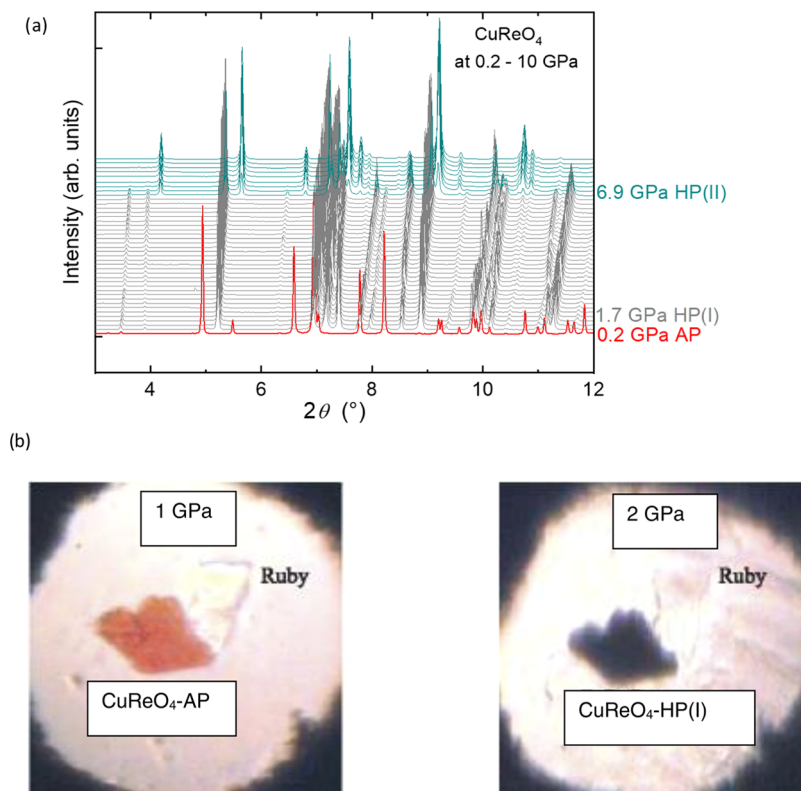 (a)
CuReO₄
at 0.2 - 10 GPa
Intensity (arb. units)
6.9 GPa HP(II)
1.7 GPa HP(I)
0.2 GPa AP
4 6 8 10 12
2θ (°)
(b)
1 GPa
Ruby
CuReO₄-AP
2 GPa
Ruby
CuReO₄-HP(I)